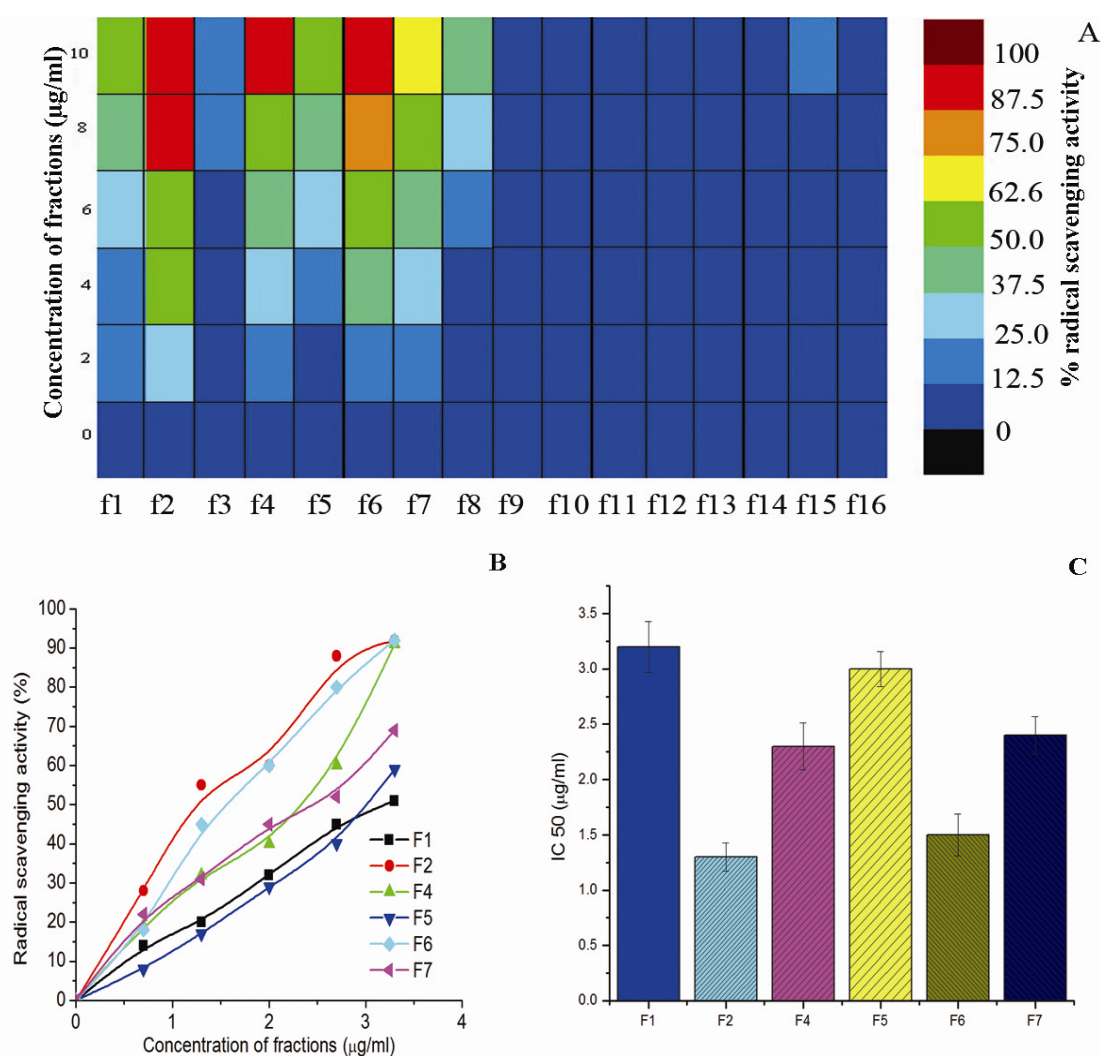 A
Concentration of fractions (µg/ml)
10
8
6
4
2
0
f1 f2 f3 f4 f5 f6 f7 f8 f9 f10 f11 f12 f13 f14 f15 f16
100
87.5
75.0
62.6
50.0
37.5
25.0
12.5
0
% radical scavenging activity
B
Radical scavenging activity (%)
100
90
80
70
60
50
40
30
20
10
0
0 1 2 3 4
Concentration of fractions (µg/ml)
F1
F2
F4
F5
F6
F7
C
IC 50 (µg/ml)
3.5
3.0
2.5
2.0
1.5
1.0
0.5
0.0
F1 F2 F4 F5 F6 F7